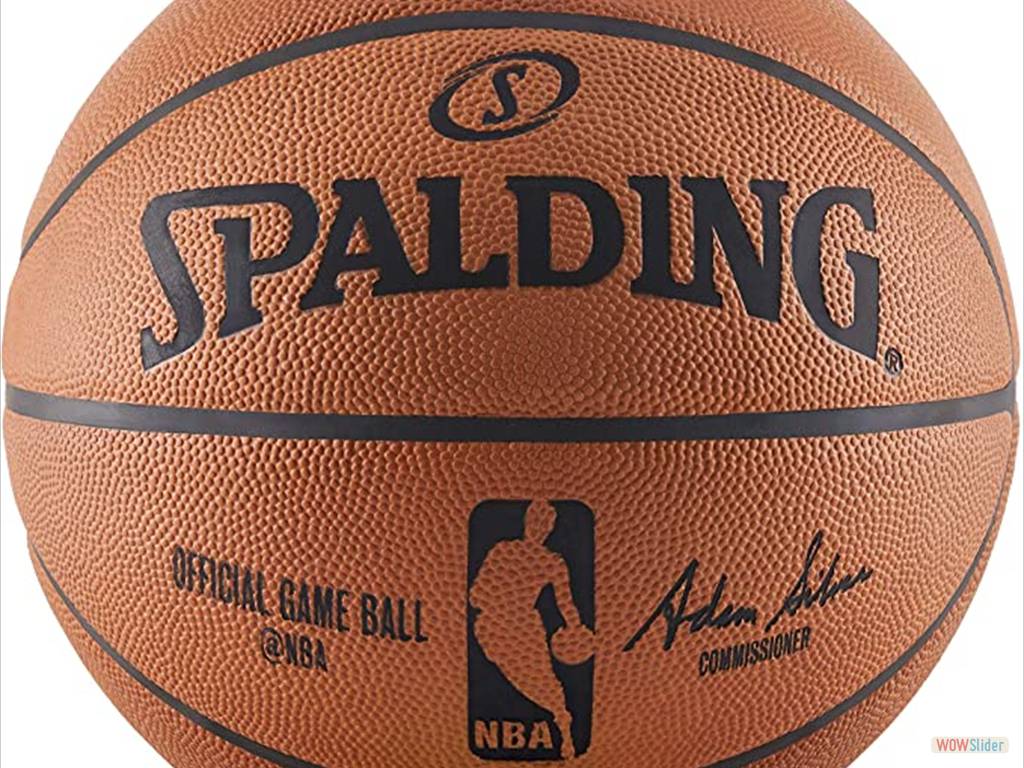 S
SPALDING®
OFFICIAL GAME BALL
@NBA
NBA
Adam Silver
COMMISSIONER
WOWSlider